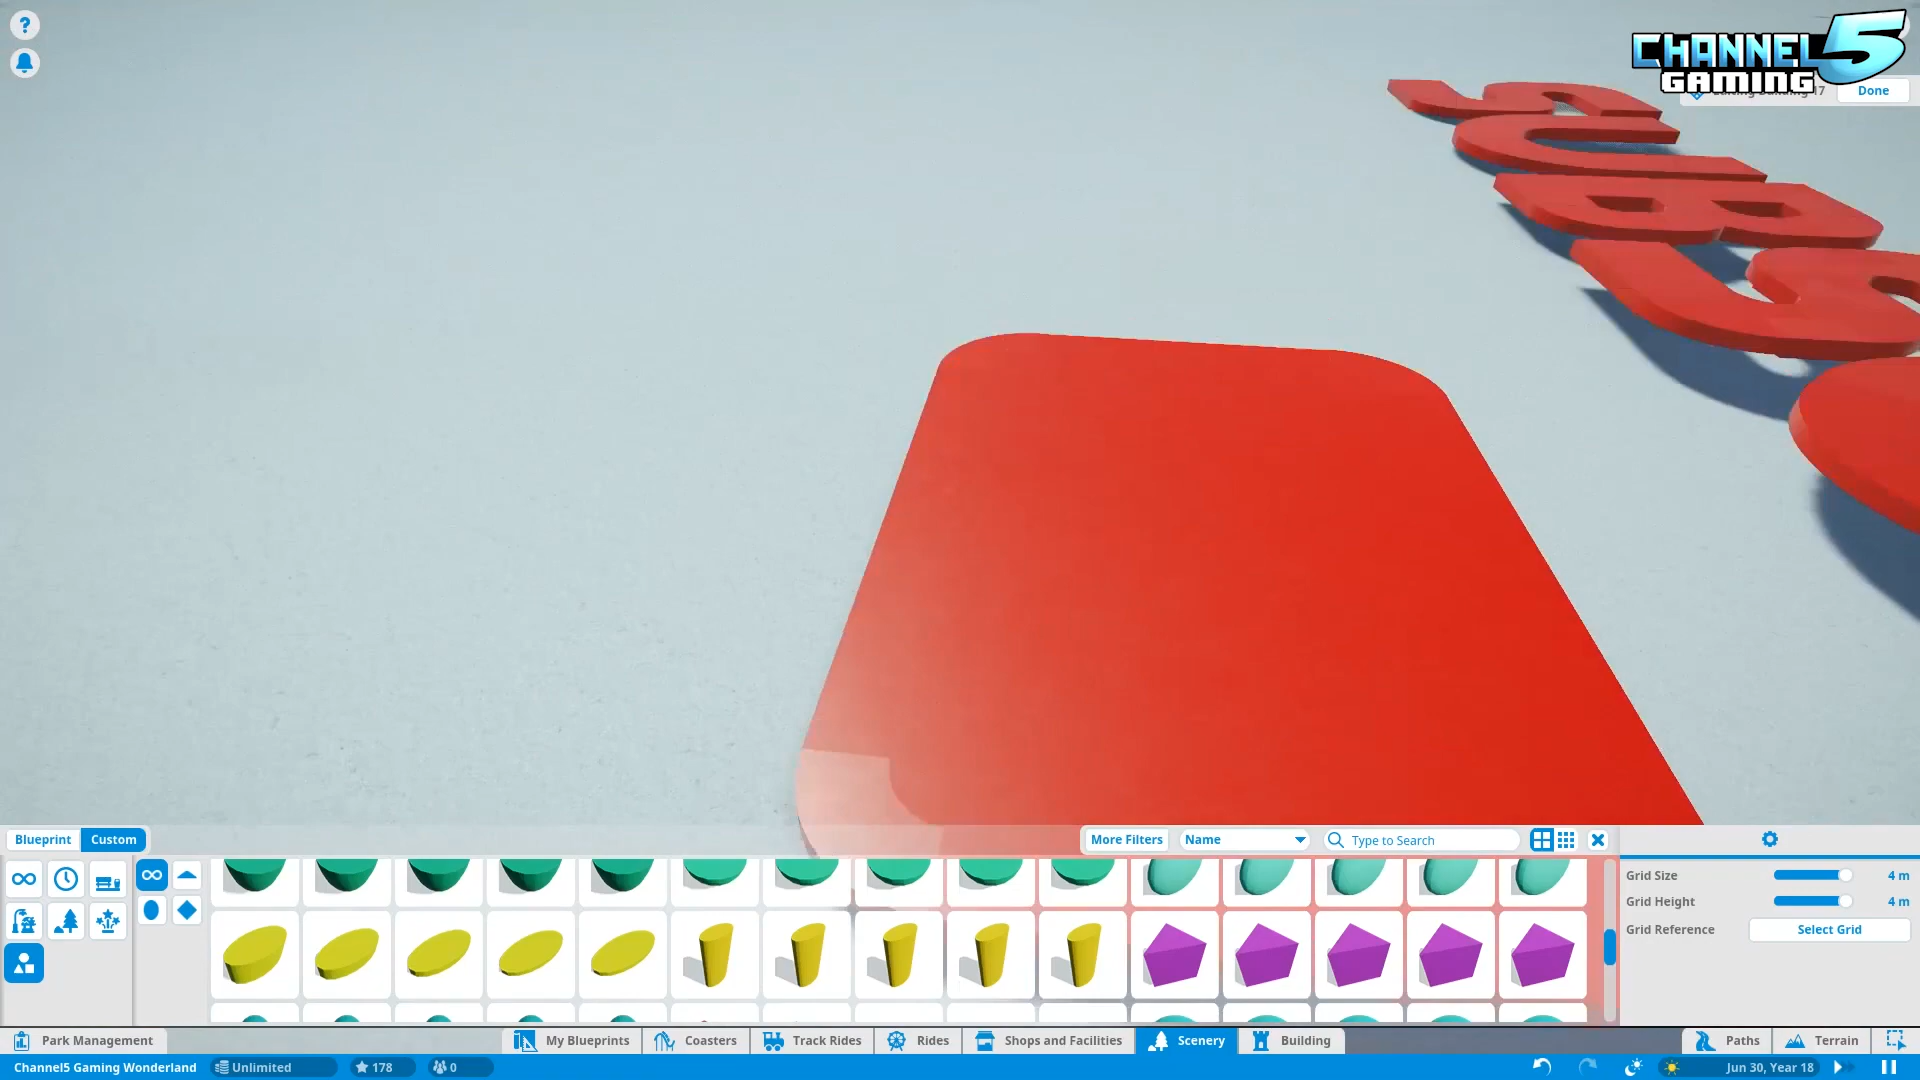 ?
CHANNEL 5
GAMING
17
Done
SUBS
Blueprint
Custom
More Filters
Name
Type to Search
Grid Size
4 m
Grid Height
4 m
Grid Reference
Select Grid
Park Management
My Blueprints
Coasters
Track Rides
Rides
Shops and Facilities
Scenery
Building
Paths
Terrain
Channel5 Gaming Wonderland
Unlimited
178
0
Jun 30, Year 18